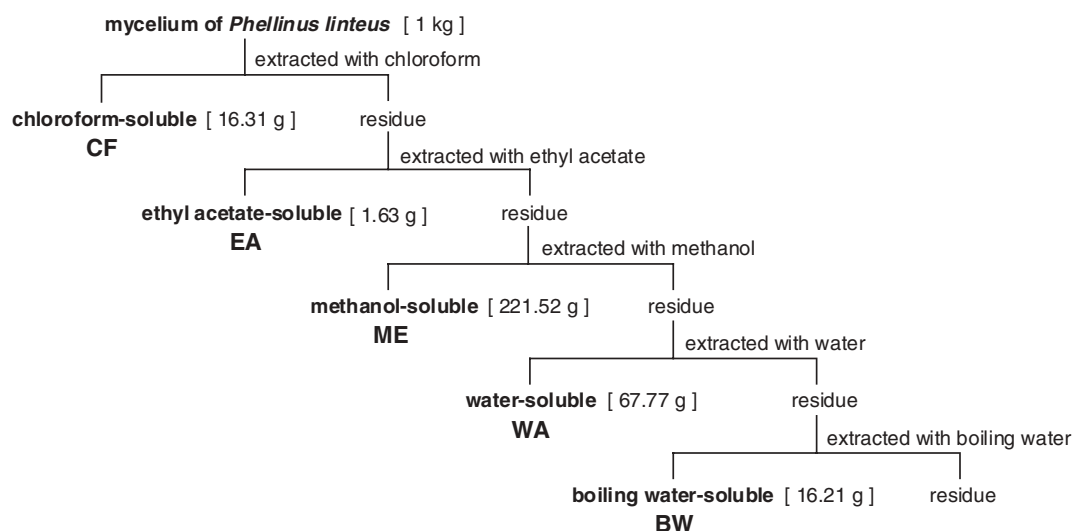 mycelium of Phellinus linteus [ 1 kg ]
extracted with chloroform
chloroform-soluble [ 16.31 g ] residue
CF
extracted with ethyl acetate
ethyl acetate-soluble [ 1.63 g ] residue
EA
extracted with methanol
methanol-soluble [ 221.52 g ] residue
ME
extracted with water
water-soluble [ 67.77 g ] residue
WA
extracted with boiling water
boiling water-soluble [ 16.21 g ] residue
BW